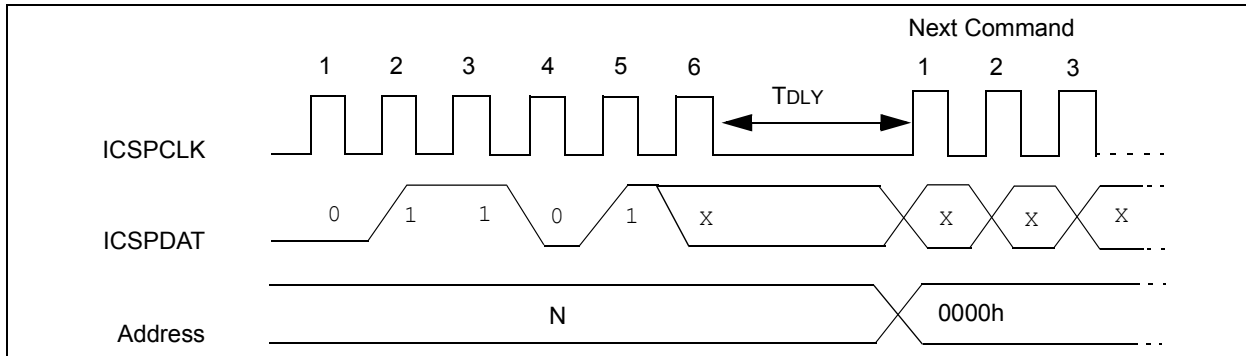 Next Command
1 2 3 4 5 6 1 2 3
TDLY
ICSPCLK
0 1 1 0 1 X X X X
ICSPDAT
N 0000h
Address